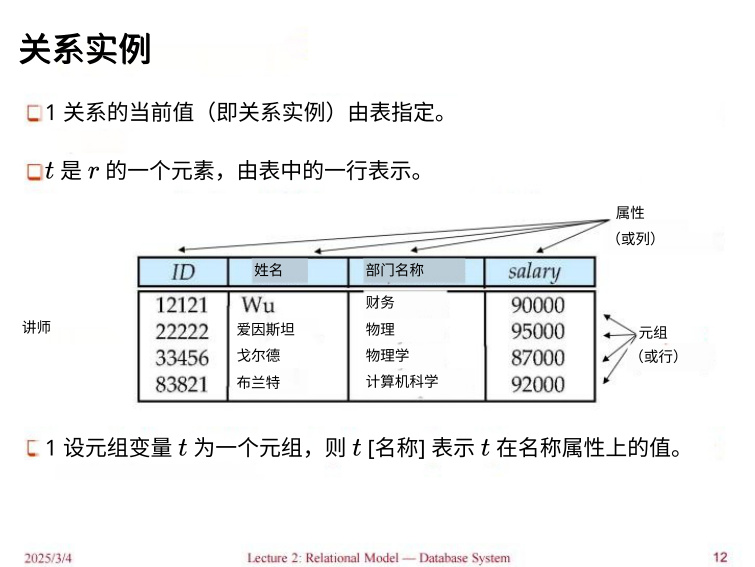 关系实例
1 关系的当前值（即关系实例）由表指定。
t 是 r 的一个元素，由表中的一行表示。
属性
（或列）
ID 姓名 部门名称 salary
12121 Wu 财务 90000
22222 爱因斯坦 物理 95000
33456 戈尔德 物理学 87000
83821 布兰特 计算机科学 92000
讲师
元组
（或行）
1 设元组变量 t 为一个元组，则 t [名称] 表示 t 在名称属性上的值。
2025/3/4 Lecture 2: Relational Model — Database System 12